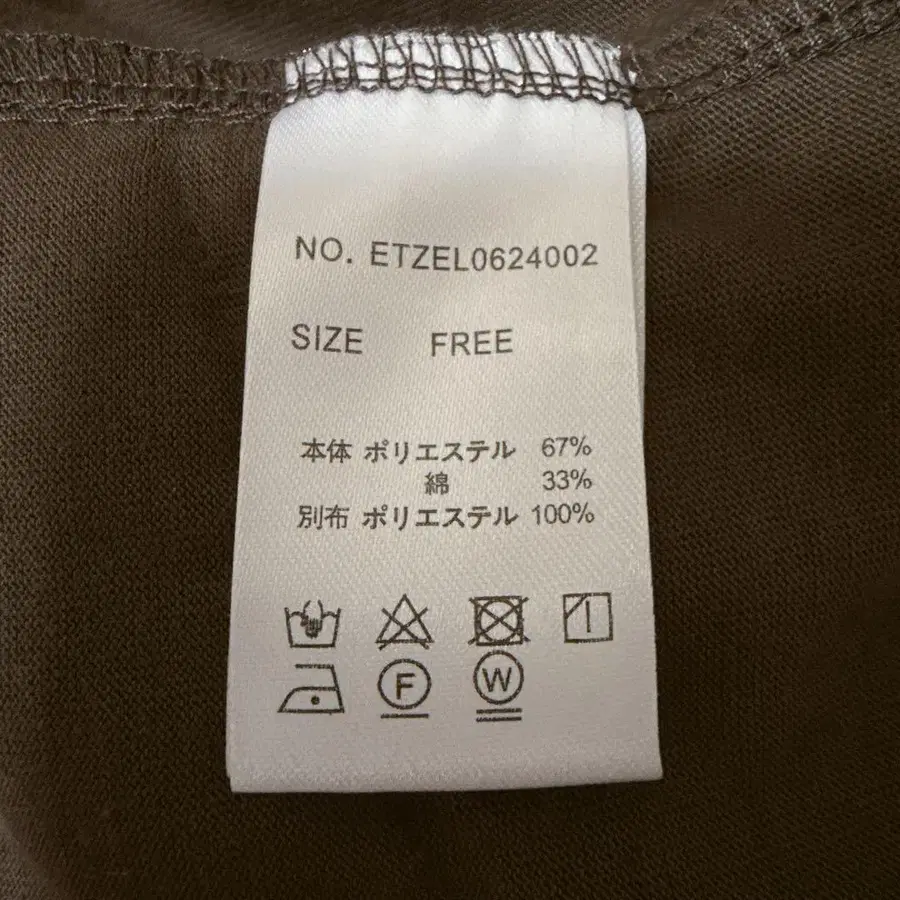 NO. ETZEL0624002
SIZE FREE
本体 ポリエステル 67%
綿 33%
別布 ポリエステル 100%
F W